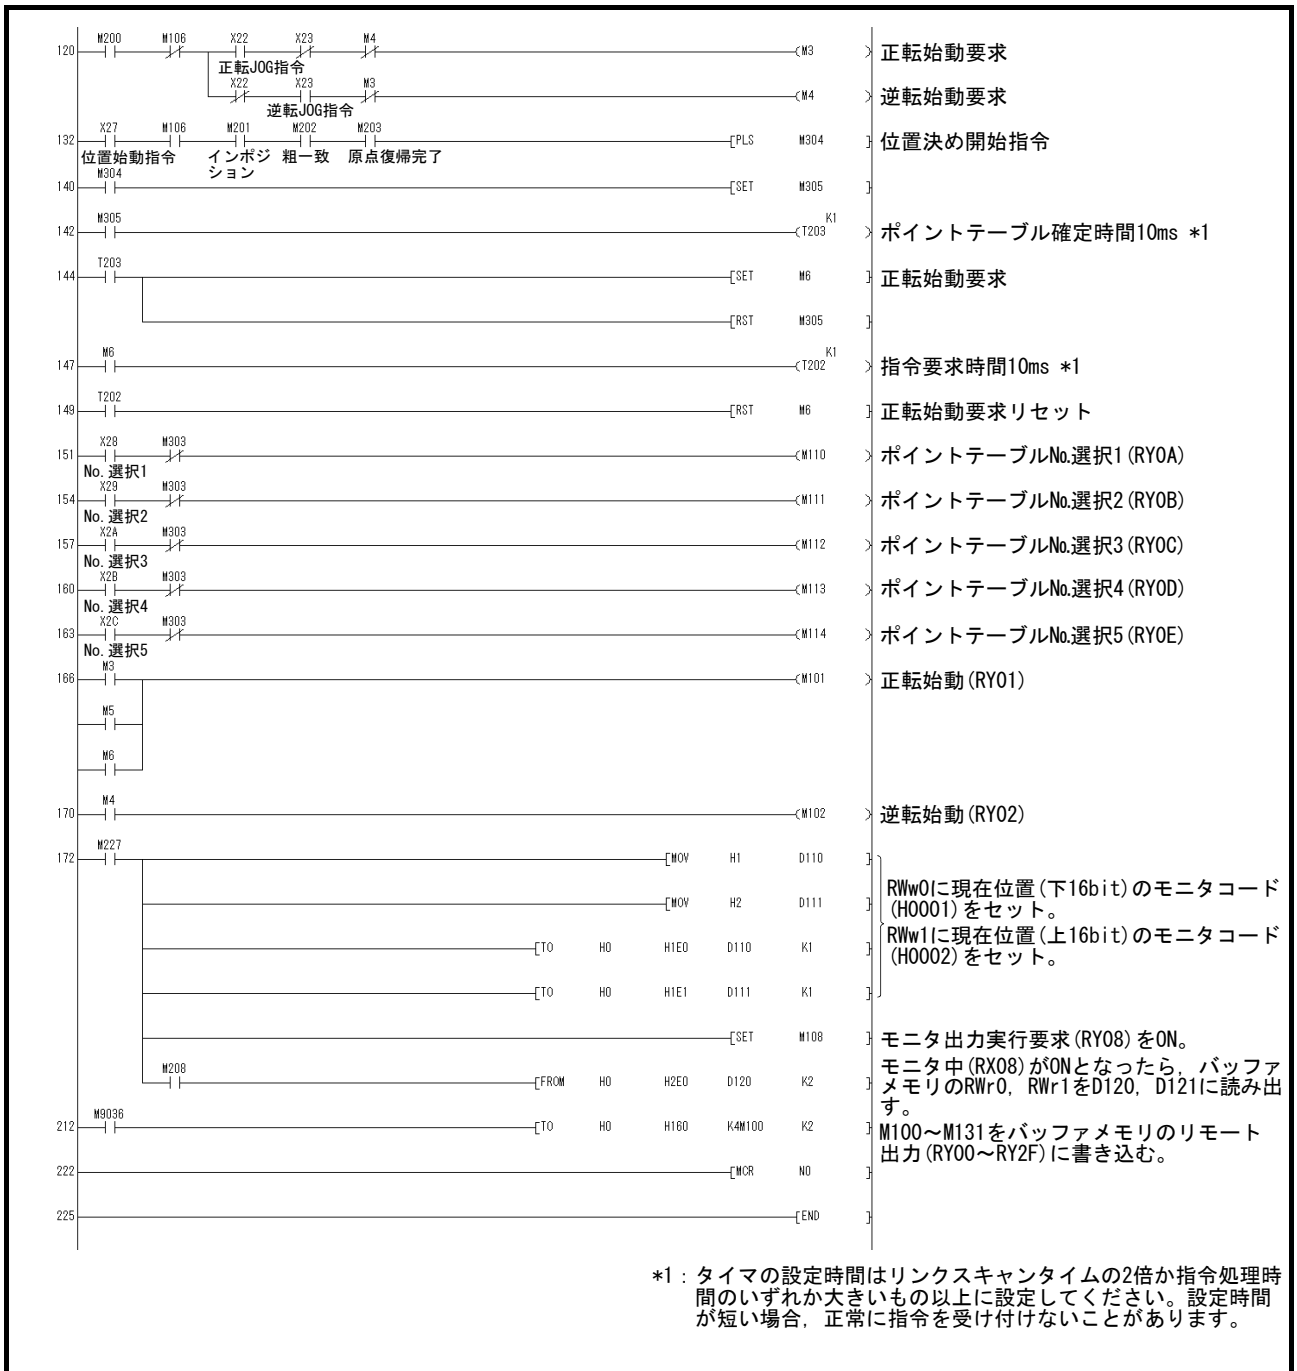 M200 M106 X22 X23 M4
120 (M3 ) 正転始動要求
正転JOG指令
X22 X23 M3
(M4 ) 逆転始動要求
逆転JOG指令
X27 M106 M201 M202 M203
132 [PLS M304 ] 位置決め開始指令
位置始動指令 インポジション 粗一致 原点復帰完了
M304
140 [SET M305 ]
M305 K1
142 (T203 ) ポイントテーブル確定時間10ms *1
T203
144 [SET M6 ] 正転始動要求
[RST M305 ]
M6 K1
147 (T202 ) 指令要求時間10ms *1
T202
149 [RST M6 ] 正転始動要求リセット
X28 M303
151 (M110 ) ポイントテーブル№選択1(RY0A)
No.選択1
X29 M303
154 (M111 ) ポイントテーブル№選択2(RY0B)
No.選択2
X2A M303
157 (M112 ) ポイントテーブル№選択3(RY0C)
No.選択3
X2B M303
160 (M113 ) ポイントテーブル№選択4(RY0D)
No.選択4
X2C M303
163 (M114 ) ポイントテーブル№選択5(RY0E)
No.選択5
M3
166 (M101 ) 正転始動(RY01)
M5
M6
M4
170 (M102 ) 逆転始動(RY02)
M227
172 [MOV H1 D110 ]
[MOV H2 D111 ]
RWw0に現在位置(下16bit)のモニタコード
(H0001)をセット。
RWw1に現在位置(上16bit)のモニタコード
(H0002)をセット。
[TO H0 H1E0 D110 K1 ]
[TO H0 H1E1 D111 K1 ]
[SET M108 ] モニタ出力実行要求(RY08)をON。
M208
[FROM H0 H2E0 D120 K2 ]
モニタ中(RX08)がONとなったら，バッファ
メモリのRWr0，RWr1をD120，D121に読み出
す。
M9036
212 [TO H0 H160 K4M100 K2 ]
M100～M131をバッファメモリのリモート
出力(RY00～RY2F)に書き込む。
222 [MCR N0 ]
225 [END ]
*1：タイマの設定時間はリンクスキャンタイムの2倍か指令処理時
間のいずれか大きいもの以上に設定してください。設定時間
が短い場合，正常に指令を受け付けないことがあります。